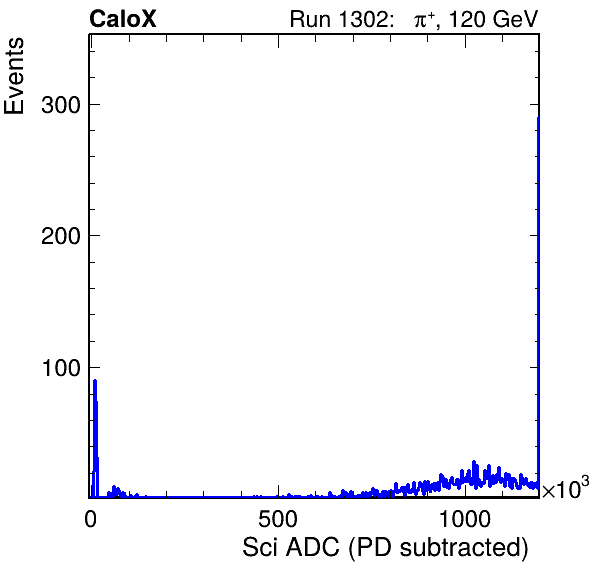 CaloX Run 1302: π⁺, 120 GeV
Events
300
200
100
0 500 1000 ×10³
Sci ADC (PD subtracted)